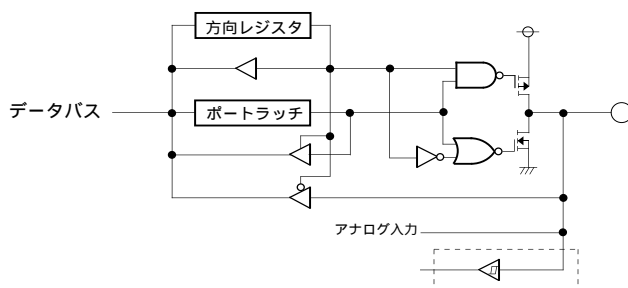 方向レジスタ
データバス
ポートラッチ
アナログ入力